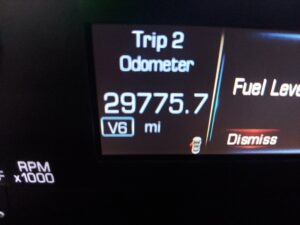 Trip 2
Odometer
29775.7
V6 mi
Fuel Leve
Dismiss
RPM
x1000